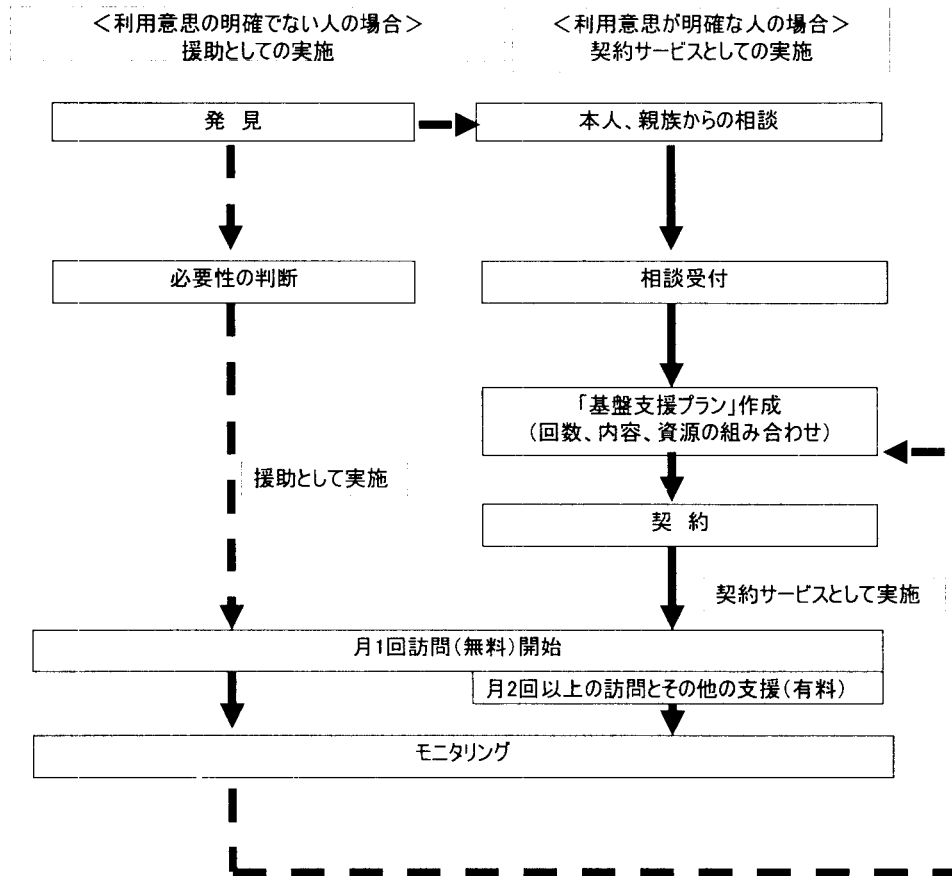 <利用意思の明確でない人の場合>
援助としての実施
<利用意思が明確な人の場合>
契約サービスとしての実施
発 見
本人、親族からの相談
必要性の判断
相談受付
「基盤支援プラン」作成
(回数、内容、資源の組み合わせ)
援助として実施
契 約
契約サービスとして実施
月1回訪問(無料)開始
月2回以上の訪問とその他の支援(有料)
モニタリング